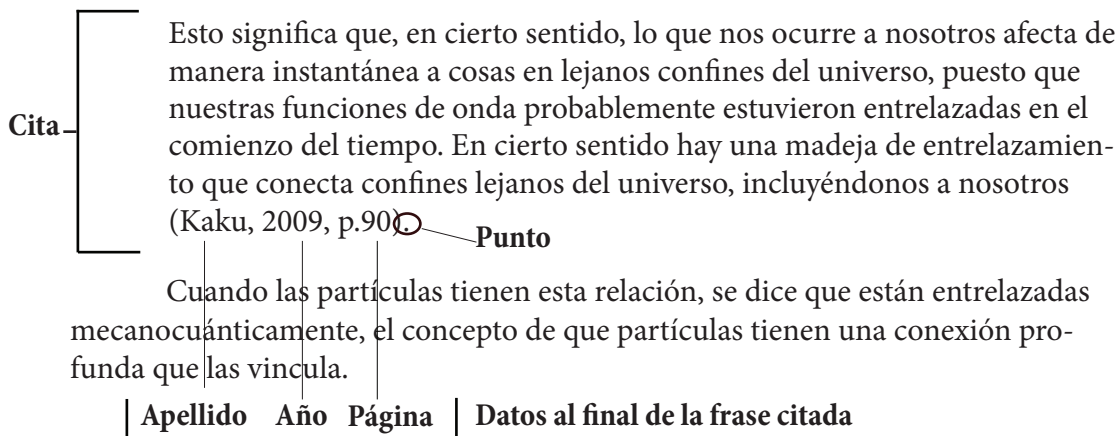 Esto significa que, en cierto sentido, lo que nos ocurre a nosotros afecta de
manera instantánea a cosas en lejanos confines del universo, puesto que
nuestras funciones de onda probablemente estuvieron entrelazadas en el
Cita
comienzo del tiempo. En cierto sentido hay una madeja de entrelazamien-
to que conecta confines lejanos del universo, incluyéndonos a nosotros
(Kaku, 2009, p.90).
Punto
Cuando las partículas tienen esta relación, se dice que están entrelazadas
mecanocuánticamente, el concepto de que partículas tienen una conexión pro-
funda que las vincula.
Apellido Año Página Datos al final de la frase citada